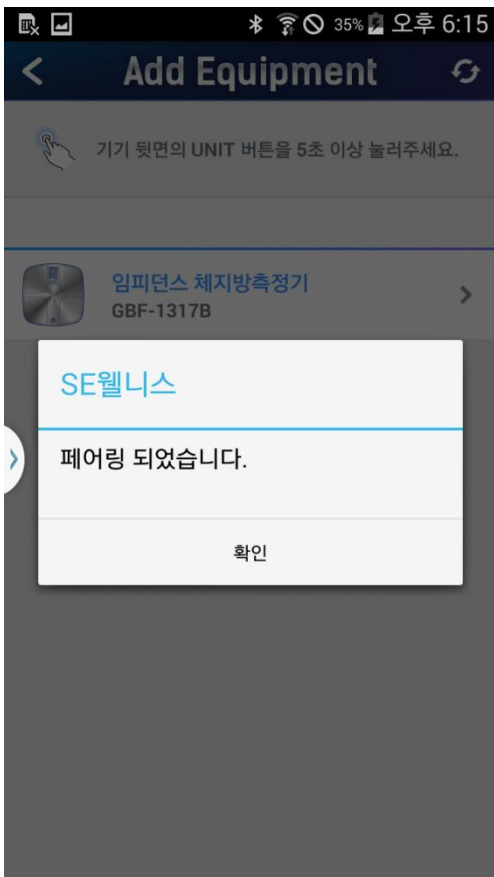 35% 오후 6:15
Add Equipment
기기 뒷면의 UNIT 버튼을 5초 이상 눌러주세요.
임피던스 체지방측정기
GBF-1317B
SE웰니스
페어링 되었습니다.
확인